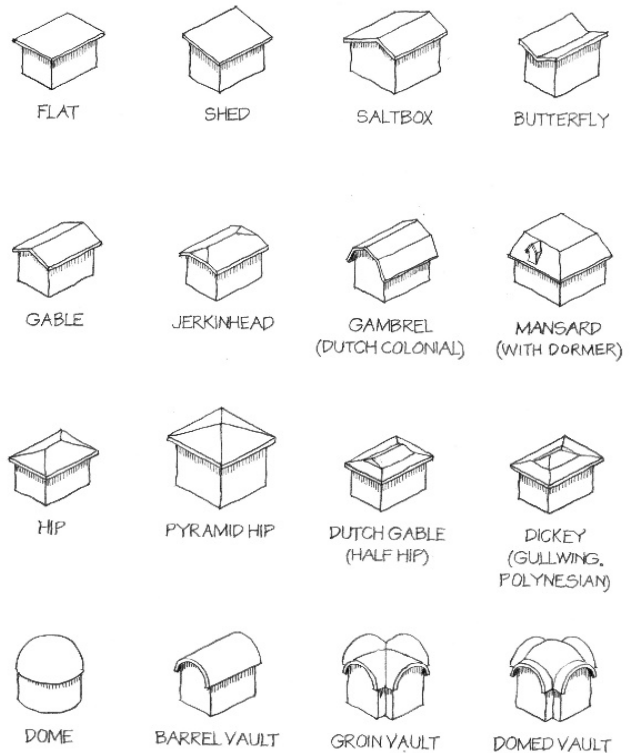 FLAT
SHED
SALTBOX
BUTTERFLY
GABLE
JERKINHEAD
GAMBREL
(DUTCH COLONIAL)
MANSARD
(WITH DORMER)
HIP
PYRAMID HIP
DUTCH GABLE
(HALF HIP)
DICKEY
(GULLWING.
POLYNESIAN)
DOME
BARREL VAULT
GROIN VAULT
DOMED VAULT